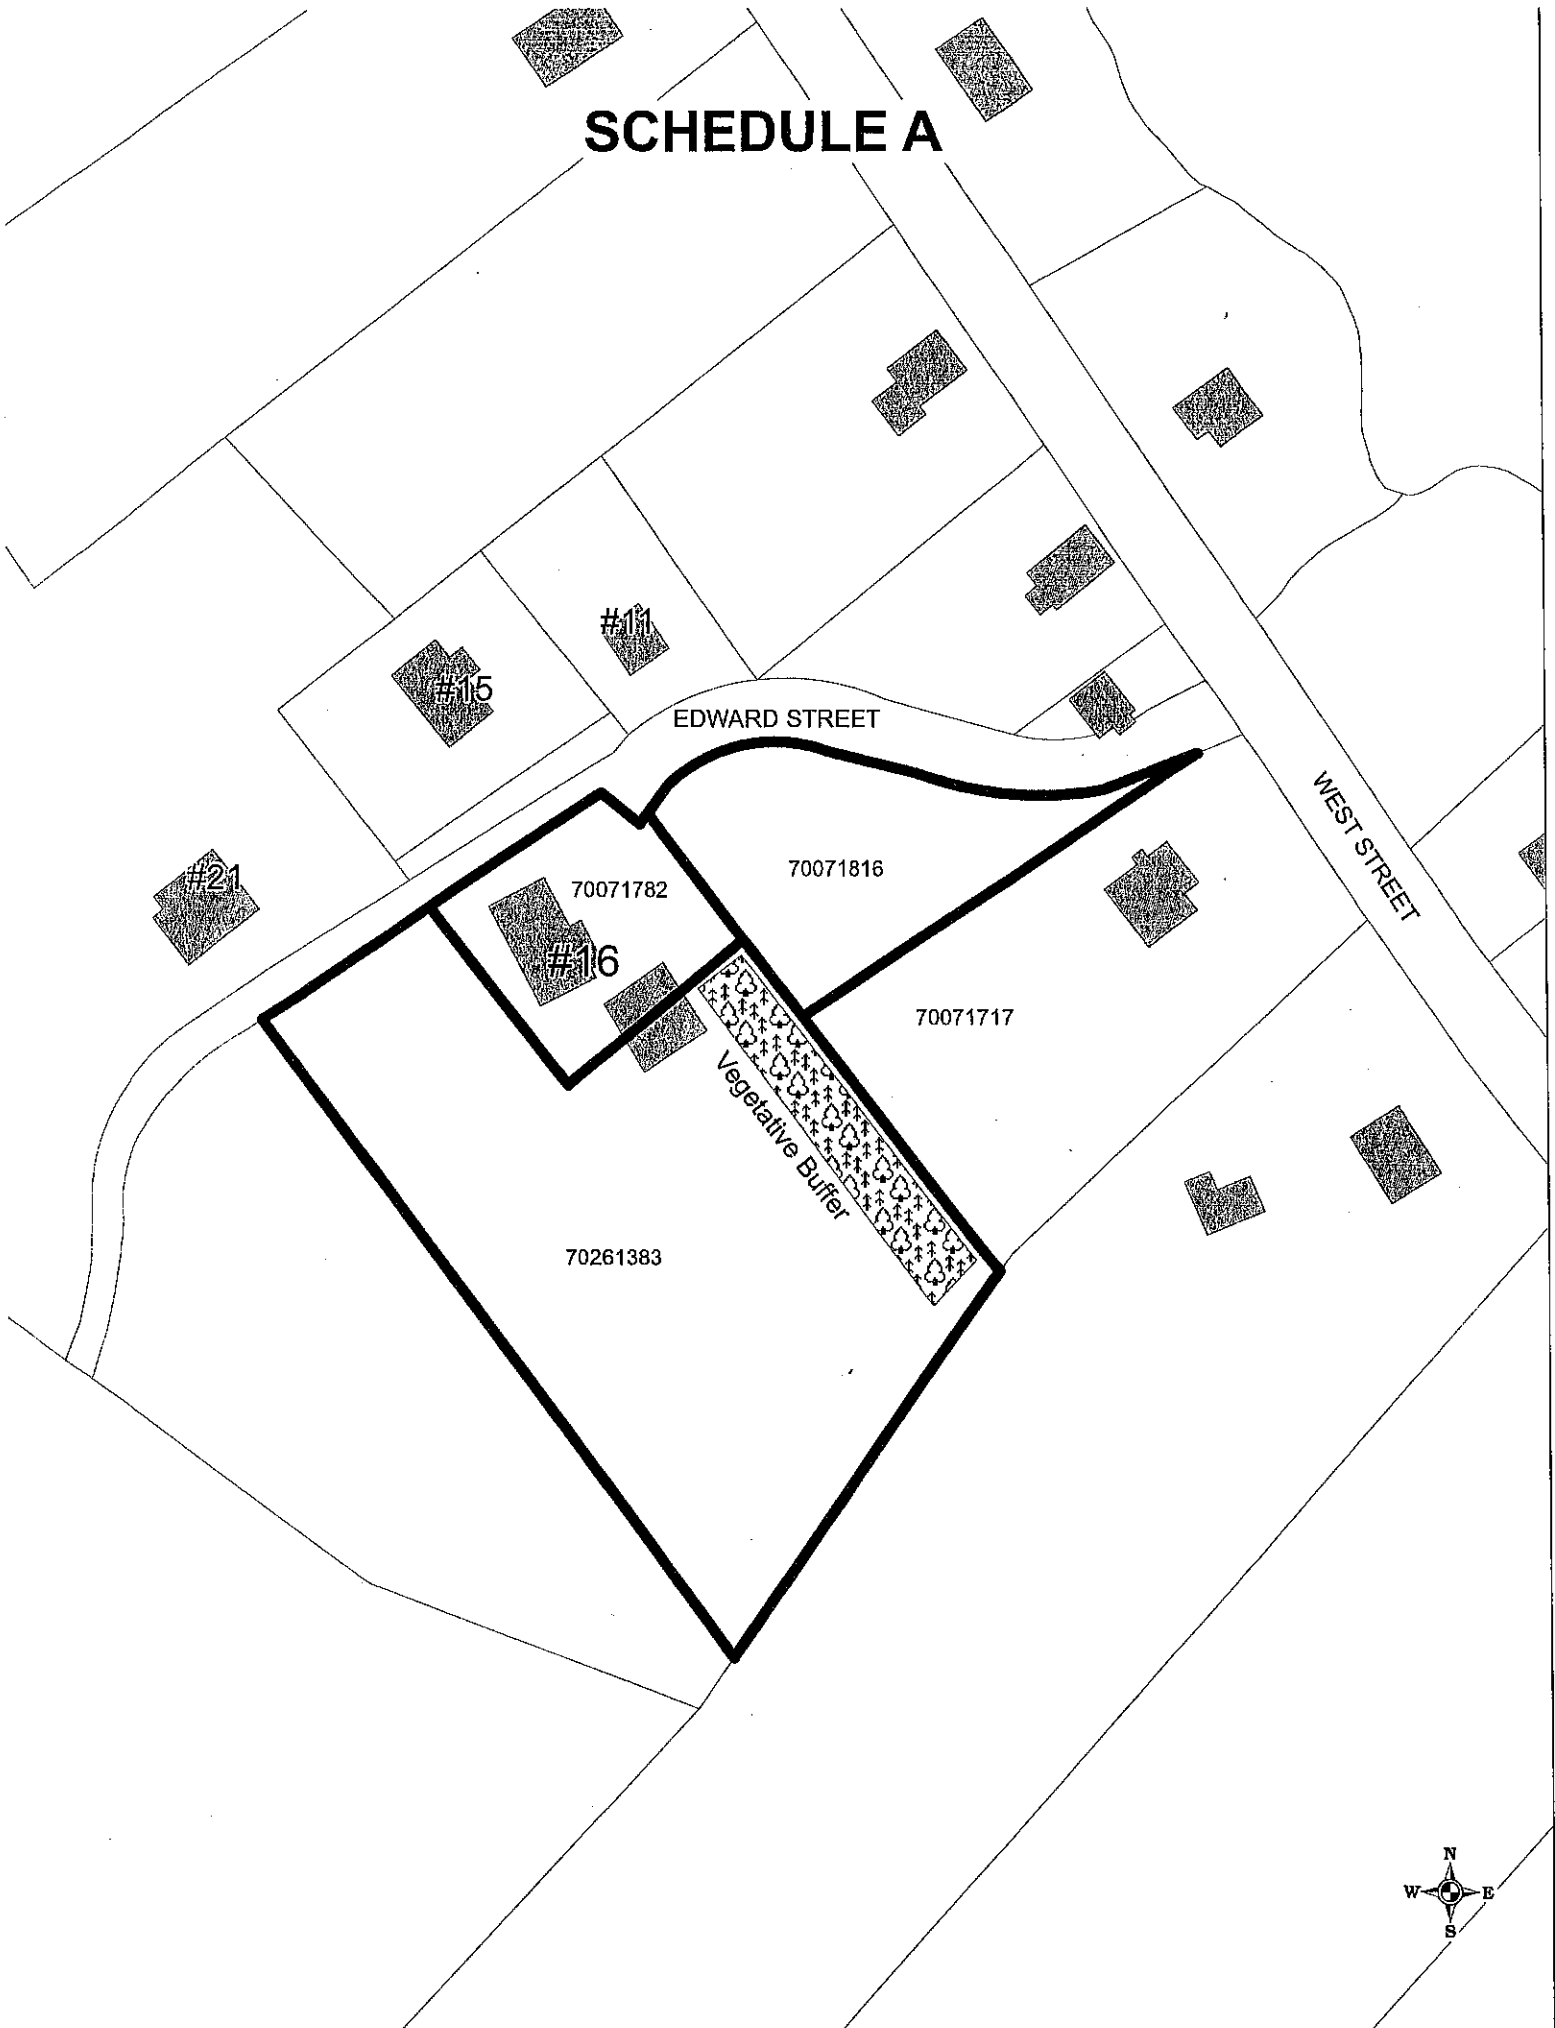 SCHEDULE A
#11
#15
EDWARD STREET
WEST STREET
#21
70071816
70071782
#16
70071717
Vegetative Buffer
70261383
N
W
E
S